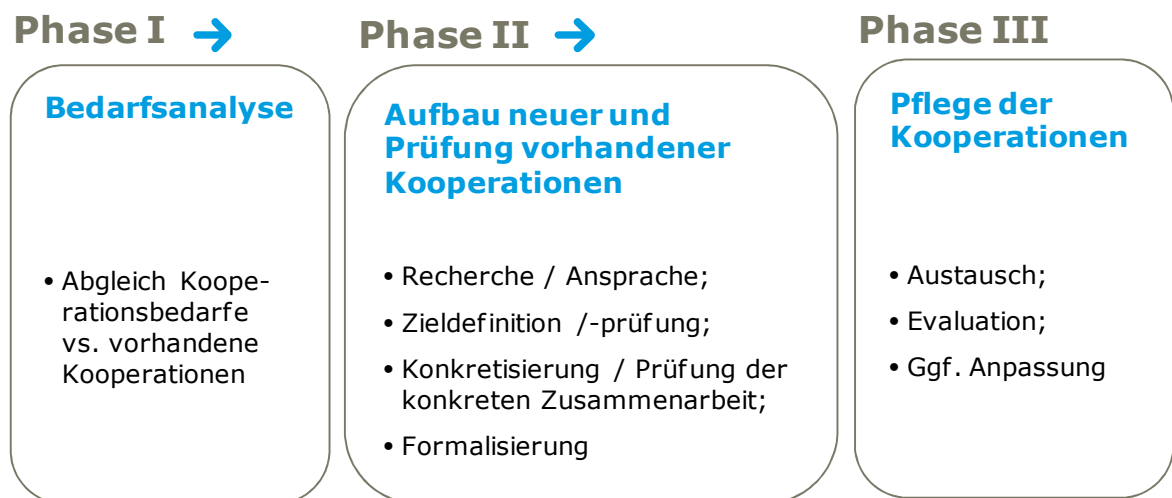 Phase I →
Bedarfsanalyse
• Abgleich Koope-
rationsbedarfe
vs. vorhandene
Kooperationen
Phase II →
Aufbau neuer und
Prüfung vorhandener
Kooperationen
• Recherche / Ansprache;
• Zieldefinition /-prüfung;
• Konkretisierung / Prüfung der
konkreten Zusammenarbeit;
• Formalisierung
Phase III
Pflege der
Kooperationen
• Austausch;
• Evaluation;
• Ggf. Anpassung